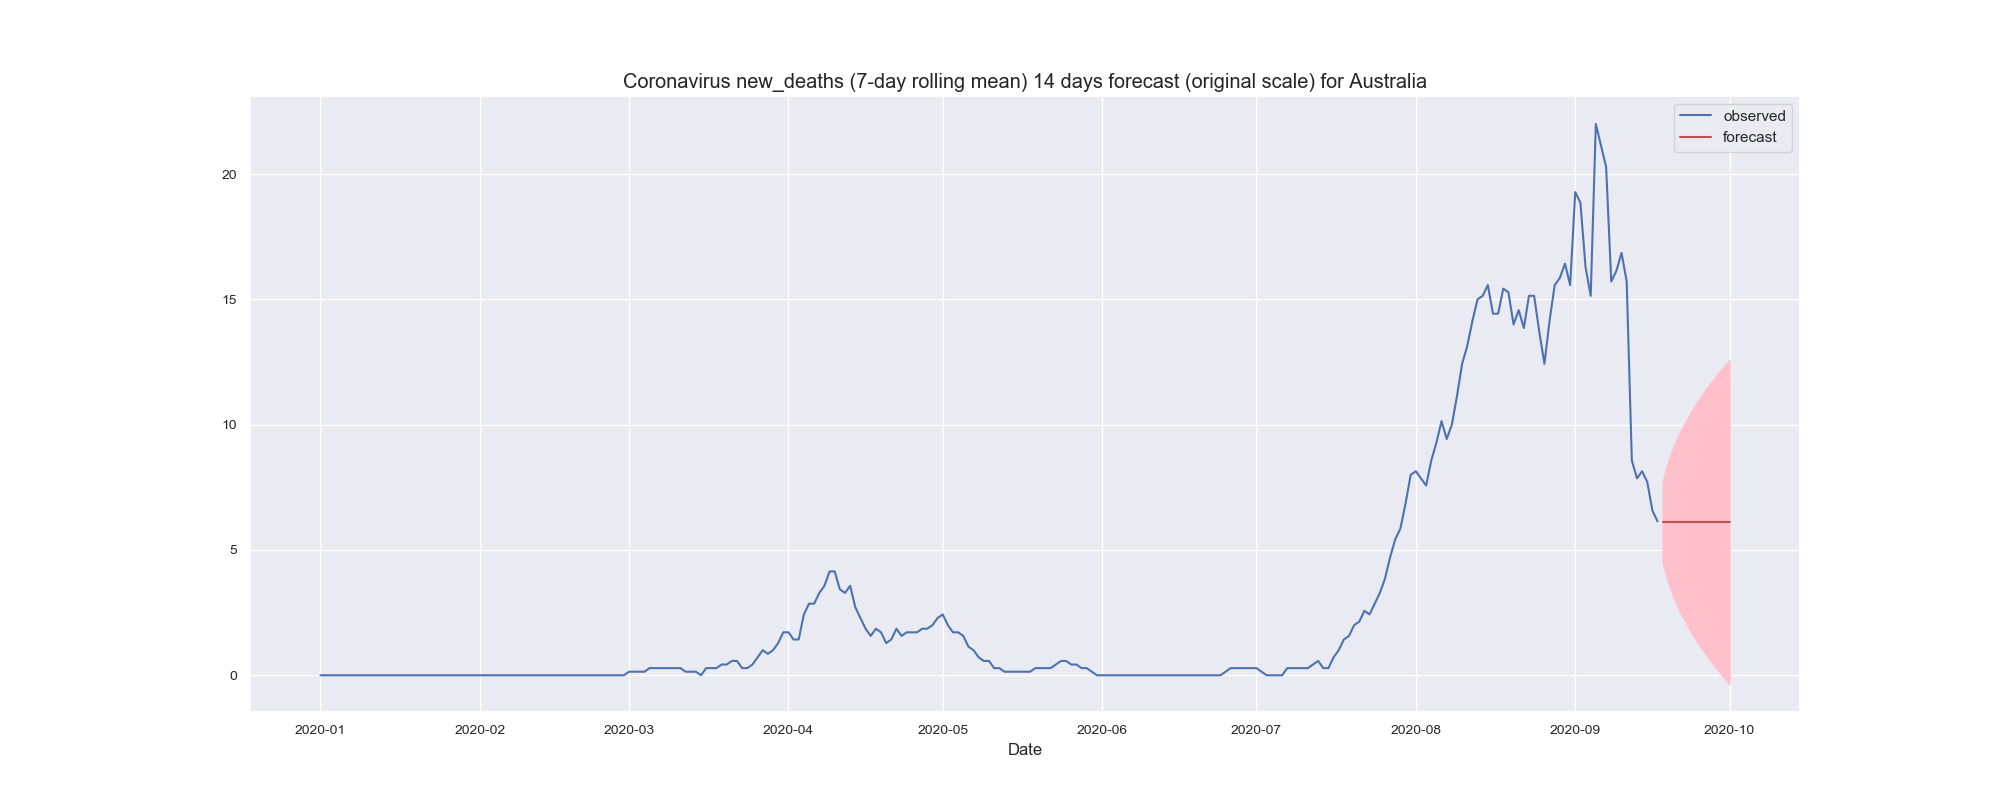 Coronavirus new_deaths (7-day rolling mean) 14 days forecast (original scale) for Australia
observed
forecast
20
15
10
5
0
2020-01 2020-02 2020-03 2020-04 2020-05 2020-06 2020-07 2020-08 2020-09 2020-10
Date